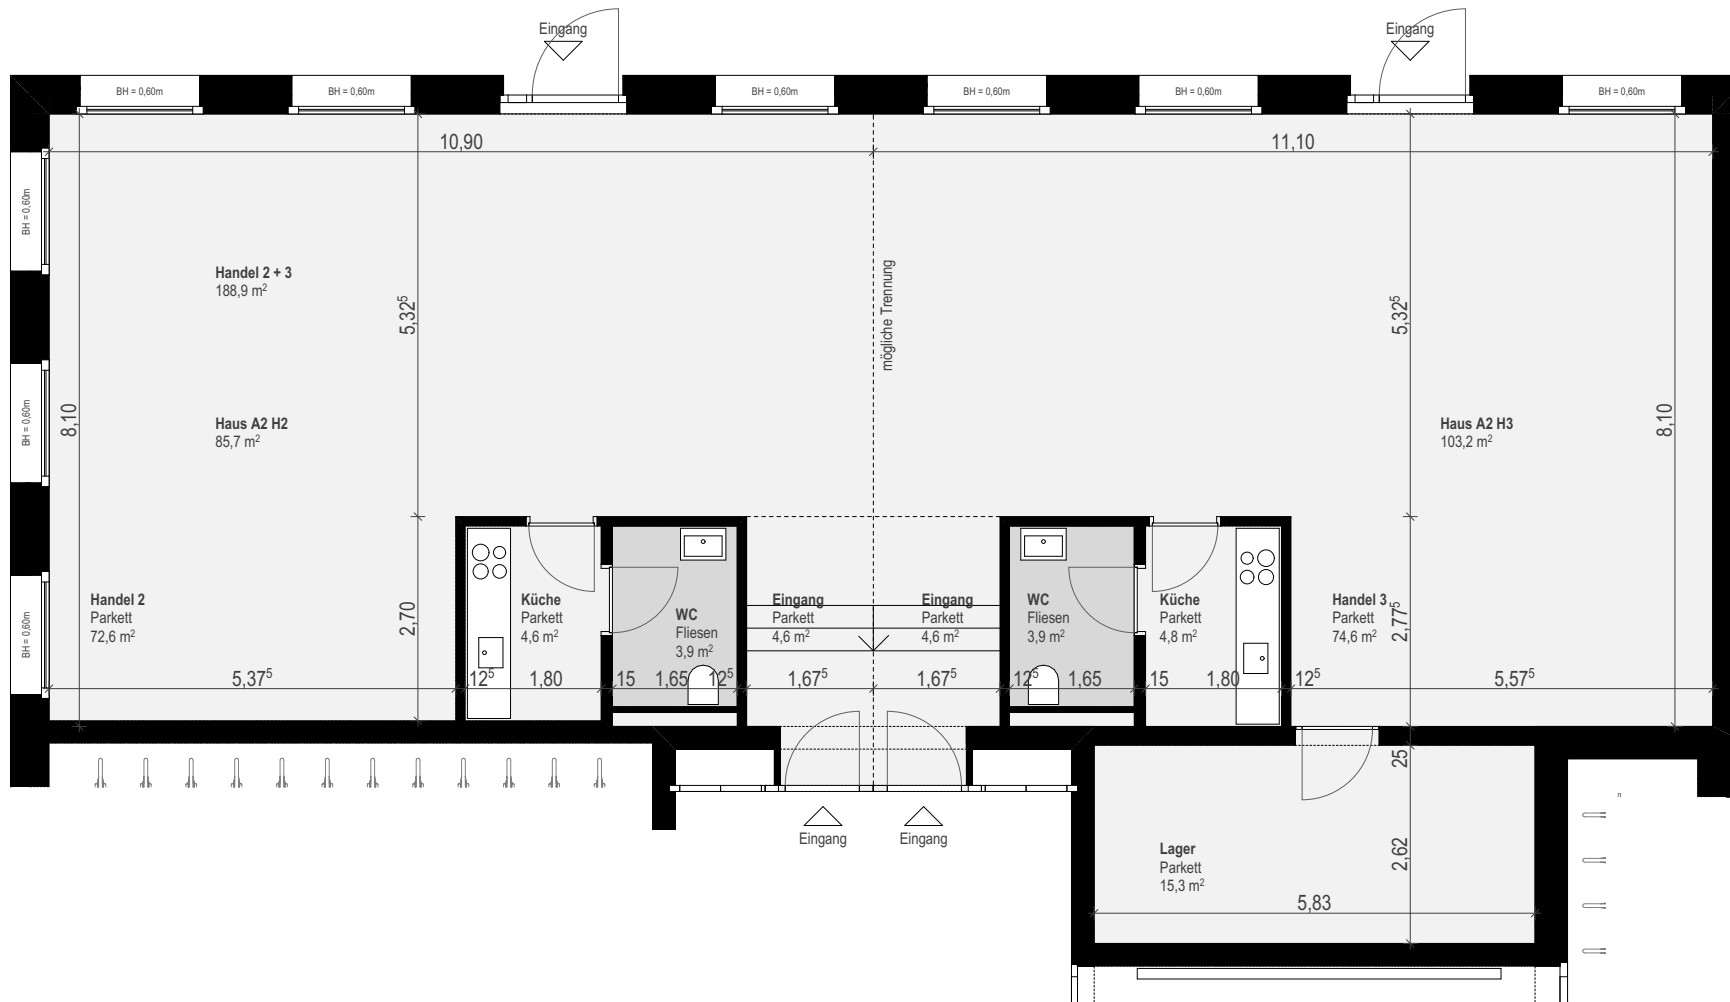 Eingang
Eingang
BH = 0,60m
BH = 0,60m
BH = 0,60m
BH = 0,60m
BH = 0,60m
BH = 0,60m
10,90
11,10
BH = 0,60m
Handel 2 + 3
188,9 m²
5,32⁵
mögliche Trennung
5,32⁵
BH = 0,60m
8,10
Haus A2 H2
85,7 m²
Haus A2 H3
103,2 m²
8,10
BH = 0,60m
Handel 2
Parkett
72,6 m²
2,70
Küche
Parkett
4,6 m²
WC
Fliesen
3,9 m²
Eingang
Parkett
4,6 m²
Eingang
Parkett
4,6 m²
WC
Fliesen
3,9 m²
Küche
Parkett
4,8 m²
Handel 3
Parkett
74,6 m²
2,77⁵
5,37⁵
12⁵
1,80
15
1,65
12⁵
1,67⁵
1,67⁵
12⁵
1,65
15
1,80
12⁵
5,57⁵
25
Eingang
Eingang
Lager
Parkett
15,3 m²
2,62
5,83